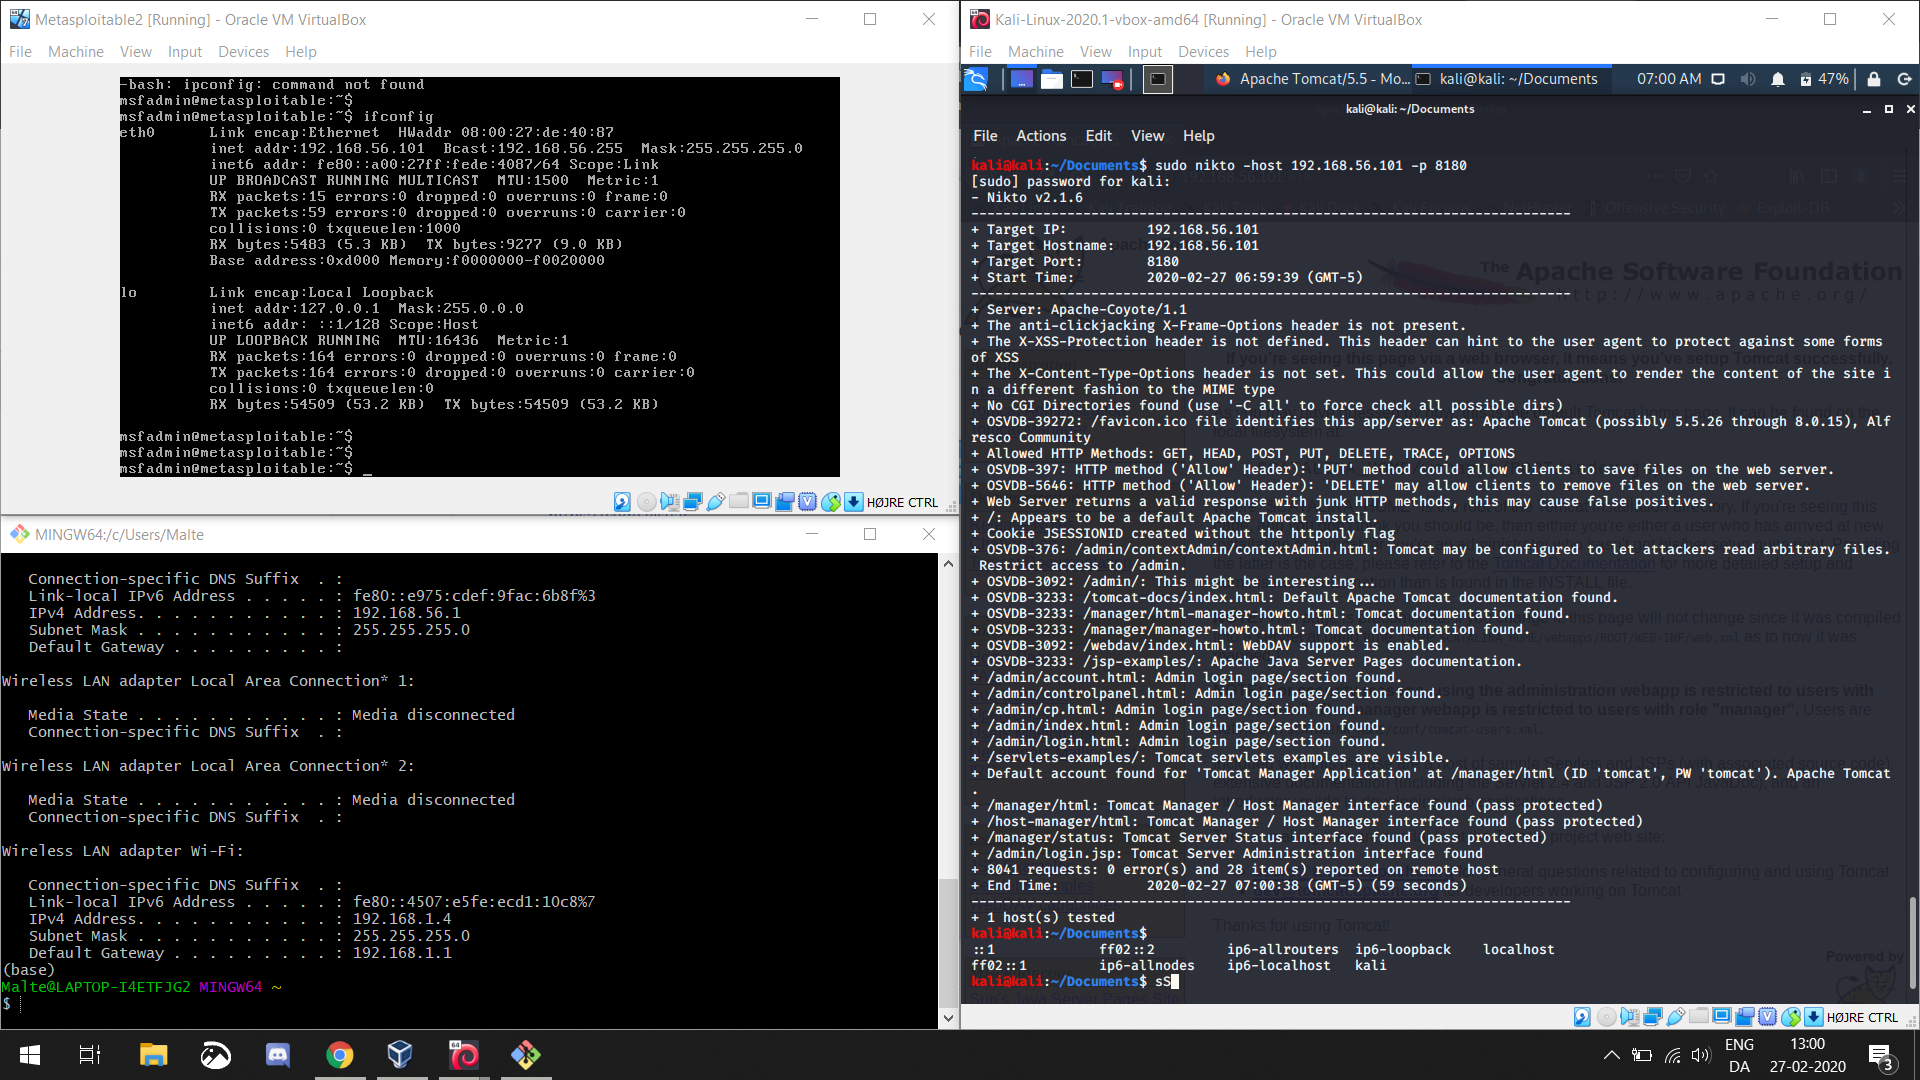 Metasploitable2 [Running] - Oracle VM VirtualBox
File Machine View Input Devices Help
-bash: ipconfig: command not found
msfadmin@metasploitable:~$
msfadmin@metasploitable:~$ ifconfig
eth0 Link encap:Ethernet HWaddr 08:00:27:de:40:87
inet addr:192.168.56.101 Bcast:192.168.56.255 Mask:255.255.255.0
inet6 addr: fe80::a00:27ff:fede:4087/64 Scope:Link
UP BROADCAST RUNNING MULTICAST MTU:1500 Metric:1
RX packets:15 errors:0 dropped:0 overruns:0 frame:0
TX packets:59 errors:0 dropped:0 overruns:0 carrier:0
collisions:0 txqueuelen:1000
RX bytes:5483 (5.3 KB) TX bytes:9277 (9.0 KB)
Base address:0xd000 Memory:f0000000-f0020000
lo Link encap:Local Loopback
inet addr:127.0.0.1 Mask:255.0.0.0
inet6 addr: ::1/128 Scope:Host
UP LOOPBACK RUNNING MTU:16436 Metric:1
RX packets:164 errors:0 dropped:0 overruns:0 frame:0
TX packets:164 errors:0 dropped:0 overruns:0 carrier:0
collisions:0 txqueuelen:0
RX bytes:54509 (53.2 KB) TX bytes:54509 (53.2 KB)
msfadmin@metasploitable:~$
msfadmin@metasploitable:~$
msfadmin@metasploitable:~$ _
HØJRE CTRL
MINGW64:/c/Users/Malte
Connection-specific DNS Suffix . :
Link-local IPv6 Address . . . . . : fe80::e975:cdef:9fac:6b8f%3
IPv4 Address. . . . . . . . . . . : 192.168.56.1
Subnet Mask . . . . . . . . . . . : 255.255.255.0
Default Gateway . . . . . . . . . :
Wireless LAN adapter Local Area Connection* 1:
Media State . . . . . . . . . . . : Media disconnected
Connection-specific DNS Suffix . :
Wireless LAN adapter Local Area Connection* 2:
Media State . . . . . . . . . . . : Media disconnected
Connection-specific DNS Suffix . :
Wireless LAN adapter Wi-Fi:
Connection-specific DNS Suffix . :
Link-local IPv6 Address . . . . . : fe80::4507:e5fe:ecd1:10c8%7
IPv4 Address. . . . . . . . . . . : 192.168.1.4
Subnet Mask . . . . . . . . . . . : 255.255.255.0
Default Gateway . . . . . . . . . : 192.168.1.1
(base)
Malte@LAPTOP-I4ETFJG2 MINGW64 ~
$
Kali-Linux-2020.1-vbox-amd64 [Running] - Oracle VM VirtualBox
File Machine View Input Devices Help
Apache Tomcat/5.5 - Mo... kali@kali: ~/Documents 07:00 AM 47%
kali@kali: ~/Documents
File Actions Edit View Help
kali@kali:~/Documents$ sudo nikto -host 192.168.56.101 -p 8180
[sudo] password for kali:
- Nikto v2.1.6
---------------------------------------------------------------------------
+ Target IP: 192.168.56.101
+ Target Hostname: 192.168.56.101
+ Target Port: 8180
+ Start Time: 2020-02-27 06:59:39 (GMT-5)
---------------------------------------------------------------------------
+ Server: Apache-Coyote/1.1
+ The anti-clickjacking X-Frame-Options header is not present.
+ The X-XSS-Protection header is not defined. This header can hint to the user agent to protect against some forms
of XSS
+ The X-Content-Type-Options header is not set. This could allow the user agent to render the content of the site i
n a different fashion to the MIME type
+ No CGI Directories found (use '-C all' to force check all possible dirs)
+ OSVDB-39272: /favicon.ico file identifies this app/server as: Apache Tomcat (possibly 5.5.26 through 8.0.15), Alf
resco Community
+ Allowed HTTP Methods: GET, HEAD, POST, PUT, DELETE, TRACE, OPTIONS
+ OSVDB-397: HTTP method ('Allow' Header): 'PUT' method could allow clients to save files on the web server.
+ OSVDB-5646: HTTP method ('Allow' Header): 'DELETE' may allow clients to remove files on the web server.
+ Web Server returns a valid response with junk HTTP methods, this may cause false positives.
+ /: Appears to be a default Apache Tomcat install.
+ Cookie JSESSIONID created without the httponly flag
+ OSVDB-376: /admin/contextAdmin/contextAdmin.html: Tomcat may be configured to let attackers read arbitrary files.
Restrict access to /admin.
+ OSVDB-3092: /admin/: This might be interesting...
+ OSVDB-3233: /tomcat-docs/index.html: Default Apache Tomcat documentation found.
+ OSVDB-3233: /manager/html-manager-howto.html: Tomcat documentation found.
+ OSVDB-3233: /manager/manager-howto.html: Tomcat documentation found.
+ OSVDB-3092: /webdav/index.html: WebDAV support is enabled.
+ OSVDB-3233: /jsp-examples/: Apache Java Server Pages documentation.
+ /admin/account.html: Admin login page/section found.
+ /admin/controlpanel.html: Admin login page/section found.
+ /admin/cp.html: Admin login page/section found.
+ /admin/index.html: Admin login page/section found.
+ /admin/login.html: Admin login page/section found.
+ /servlets-examples/: Tomcat servlets examples are visible.
+ Default account found for 'Tomcat Manager Application' at /manager/html (ID 'tomcat', PW 'tomcat'). Apache Tomcat
.
+ /manager/html: Tomcat Manager / Host Manager interface found (pass protected)
+ /host-manager/html: Tomcat Manager / Host Manager interface found (pass protected)
+ /manager/status: Tomcat Server Status interface found (pass protected)
+ /admin/login.jsp: Tomcat Server Administration interface found
+ 8041 requests: 0 error(s) and 28 item(s) reported on remote host
+ End Time: 2020-02-27 07:00:38 (GMT-5) (59 seconds)
---------------------------------------------------------------------------
+ 1 host(s) tested
kali@kali:~/Documents$
::1 ff02::2 ip6-allrouters ip6-loopback localhost
ff02::1 ip6-allnodes ip6-localhost kali
kali@kali:~/Documents$ sS
HØJRE CTRL
ENG
DA
13:00
27-02-2020
3